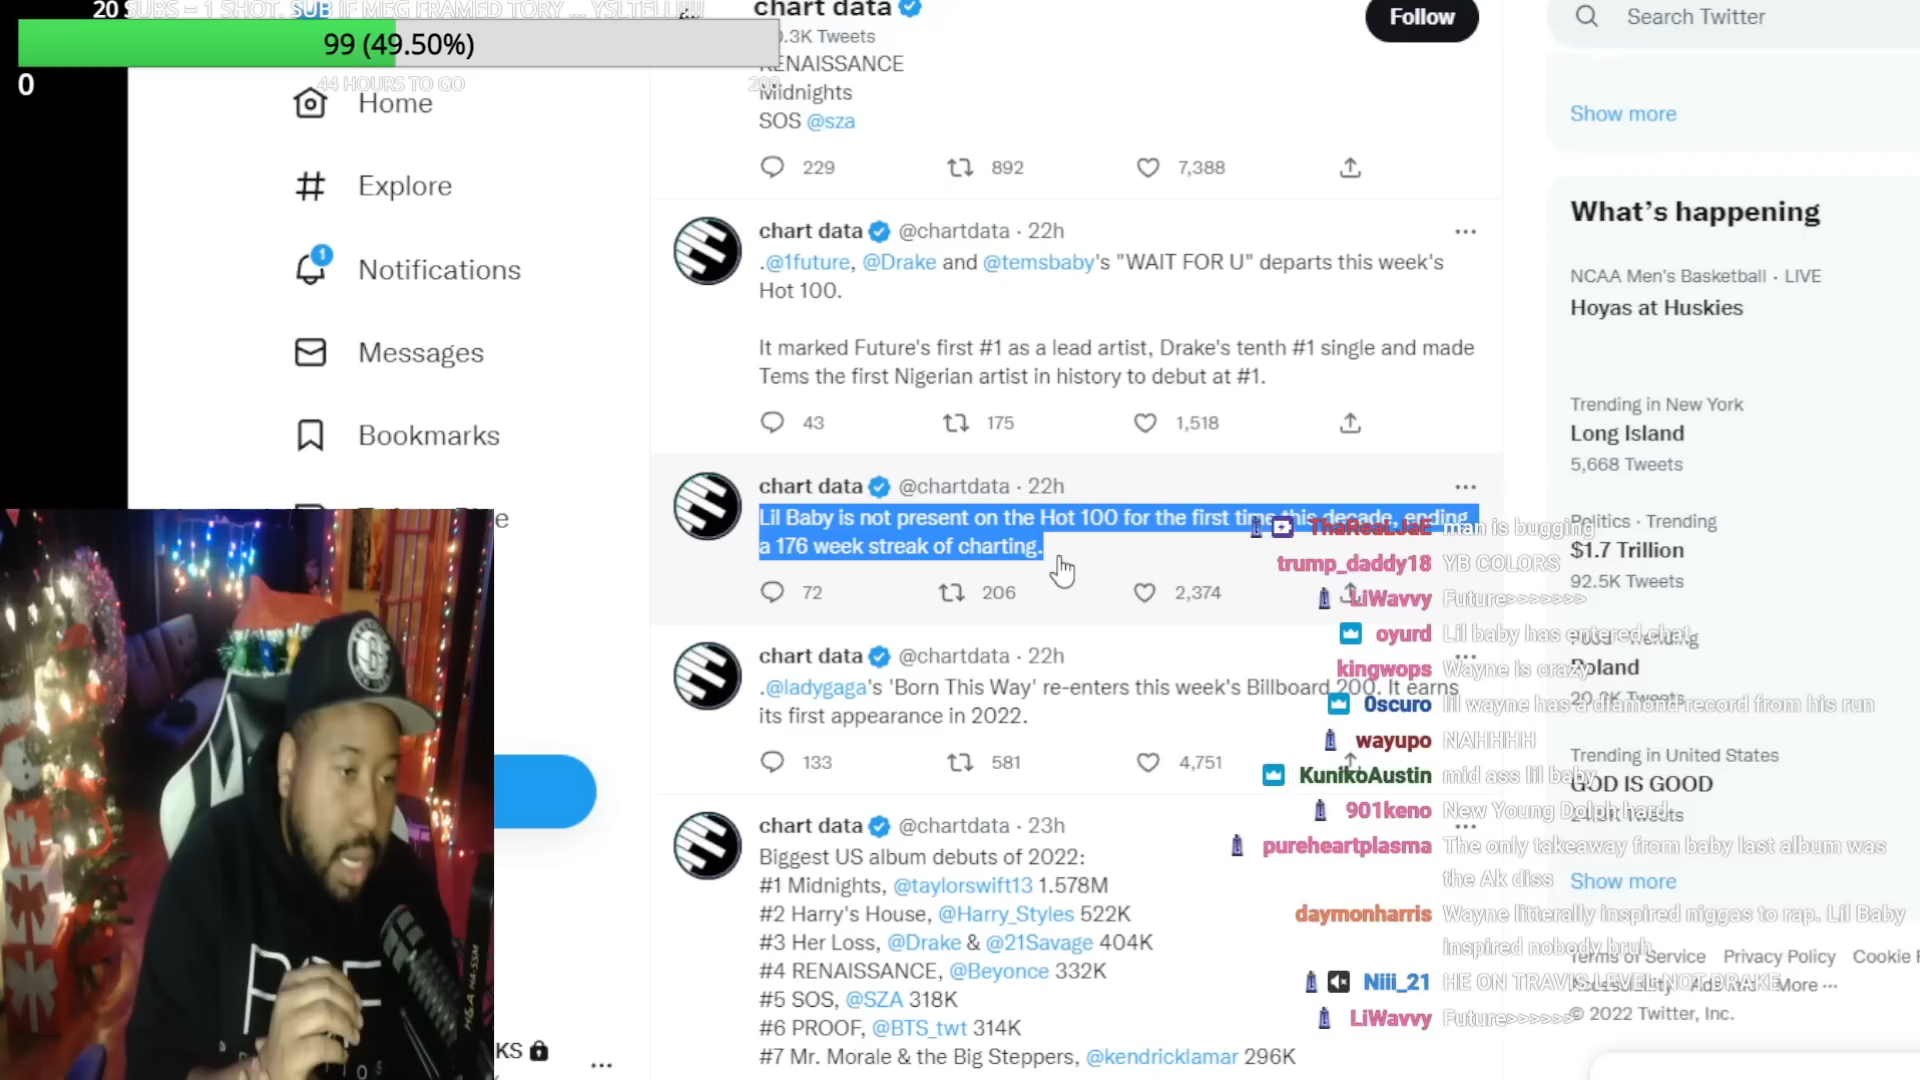 20 SUBS = 1 SHOT. SUB IF MEG FRAMED TORY ... YSL TELL!!!!
99 (49.50%)
0
44 HOURS TO GO
200
Home
Explore
1
Notifications
Messages
Bookmarks
KS
chart data
.3K Tweets
Follow
RENAISSANCE
Midnights
SOS @sza
229 892 7,388
chart data @chartdata · 22h
.@1future, @Drake and @temsbaby's "WAIT FOR U" departs this week's
Hot 100.
It marked Future's first #1 as a lead artist, Drake's tenth #1 single and made
Tems the first Nigerian artist in history to debut at #1.
43 175 1,518
chart data @chartdata · 22h
Lil Baby is not present on the Hot 100 for the first time this decade, ending
a 176 week streak of charting.
72 206 2,374
chart data @chartdata · 22h
.@ladygaga's 'Born This Way' re-enters this week's Billboard 200. It earns
its first appearance in 2022.
133 581 4,751
chart data @chartdata · 23h
Biggest US album debuts of 2022:
#1 Midnights, @taylorswift13 1.578M
#2 Harry's House, @Harry_Styles 522K
#3 Her Loss, @Drake & @21Savage 404K
#4 RENAISSANCE, @Beyonce 332K
#5 SOS, @SZA 318K
#6 PROOF, @BTS_twt 314K
#7 Mr. Morale & the Big Steppers, @kendricklamar 296K
Search Twitter
Show more
What's happening
NCAA Men's Basketball · LIVE
Hoyas at Huskies
Trending in New York
Long Island
5,668 Tweets
Politics · Trending
$1.7 Trillion
92.5K Tweets
Trending
Poland
Tweets
Trending in United States
GOD IS GOOD
Tweets
Show more
Terms of Service Privacy Policy Cookie
Accessibility More
© 2022 Twitter, Inc.
ThaReaLJaE man is bugging
trump_daddy18 YB COLORS
LiWavvy Future>>>>>>>
oyurd Lil baby has entered chat
kingwops Wayne is crazy
0scuro lil wayne has a diamond record from his run
wayupo NAHHHH
KunikoAustin mid ass lil baby
901keno New Young Dolph hard
pureheartplasma The only takeaway from baby last album was
the Ak diss
daymonharris Wayne litterally inspired niggas to rap. Lil Baby
inspired nobody bruh
Niii_21 HE ON TRAVIS LEVEL NOT DRAKE
LiWavvy Future>>>>>>